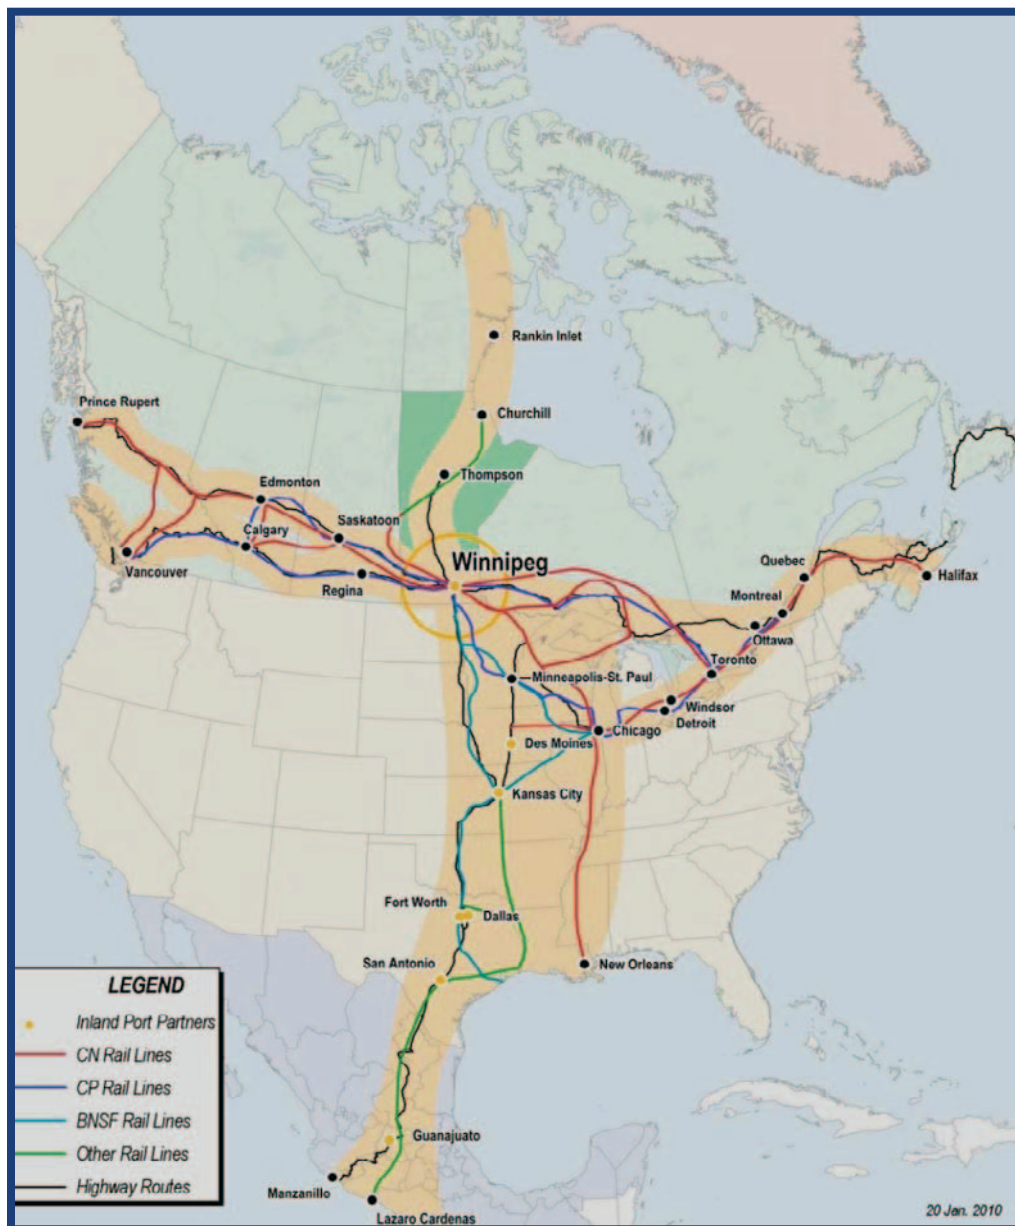 Rankin Inlet
Prince Rupert
Churchill
Thompson
Edmonton
Saskatoon
Calgary
Winnipeg
Quebec
Vancouver
Regina
Halifax
Montreal
Ottawa
Toronto
Minneapolis-St. Paul
Windsor
Detroit
Chicago
Des Moines
Kansas City
Fort Worth
Dallas
San Antonio
New Orleans
LEGEND
Inland Port Partners
CN Rail Lines
CP Rail Lines
BNSF Rail Lines
Other Rail Lines
Highway Routes
Guanajuato
Manzanillo
Lazaro Cardenas
20 Jan. 2010